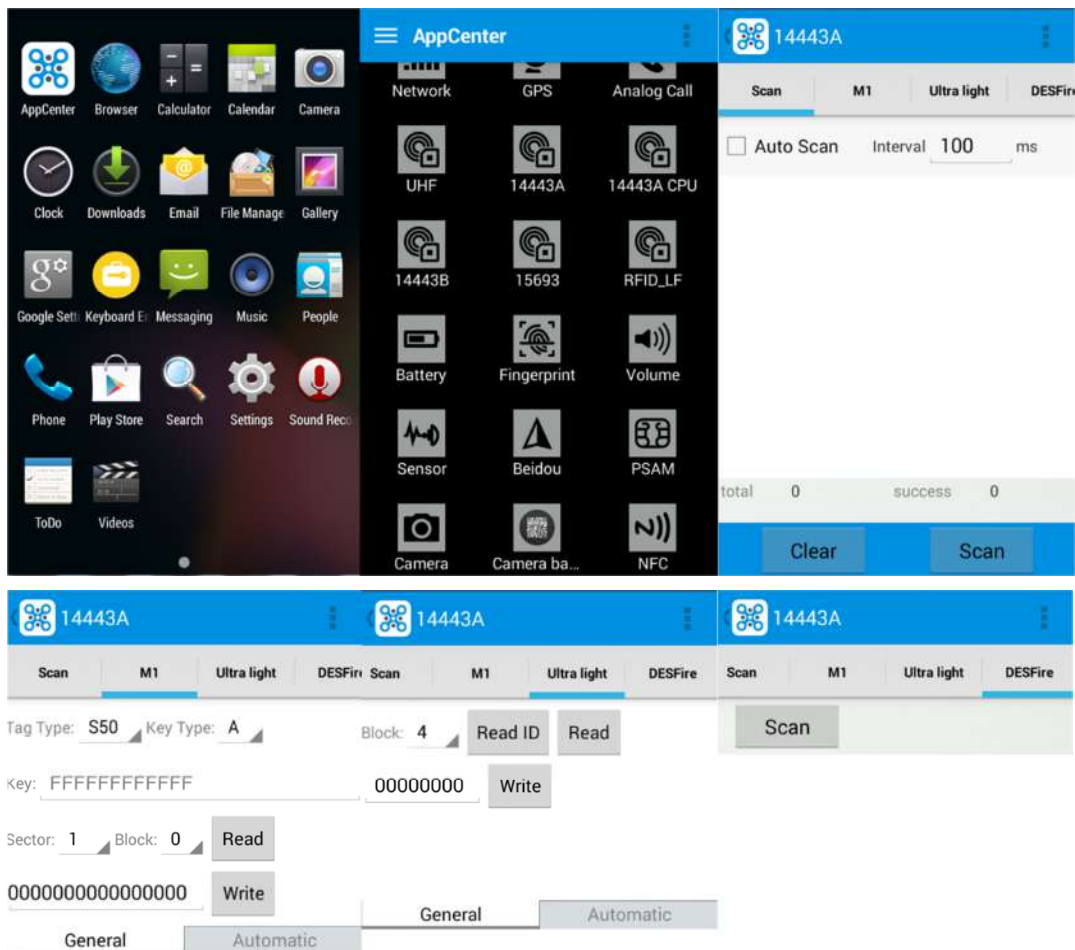 AppCenter Browser Calculator Calendar Camera
Clock Downloads Email File Manage Gallery
Google Setti Keyboard E Messaging Music People
Phone Play Store Search Settings Sound Reco
ToDo Videos
AppCenter
Network GPS Analog Call
UHF 14443A 14443A CPU
14443B 15693 RFID_LF
Battery Fingerprint Volume
Sensor Beidou PSAM
Camera Camera ba... NFC
14443A
Scan M1 Ultra light DESFire
Auto Scan Interval 100 ms
total 0 success 0
Clear Scan
14443A
Scan M1 Ultra light DESFire
Tag Type: S50 Key Type: A
Key: FFFFFFFFFFFF
Sector: 1 Block: 0 Read
0000000000000000 Write
General Automatic
14443A
Scan M1 Ultra light DESFire
Block: 4 Read ID Read
00000000 Write
General Automatic
14443A
Scan M1 Ultra light DESFire
Scan